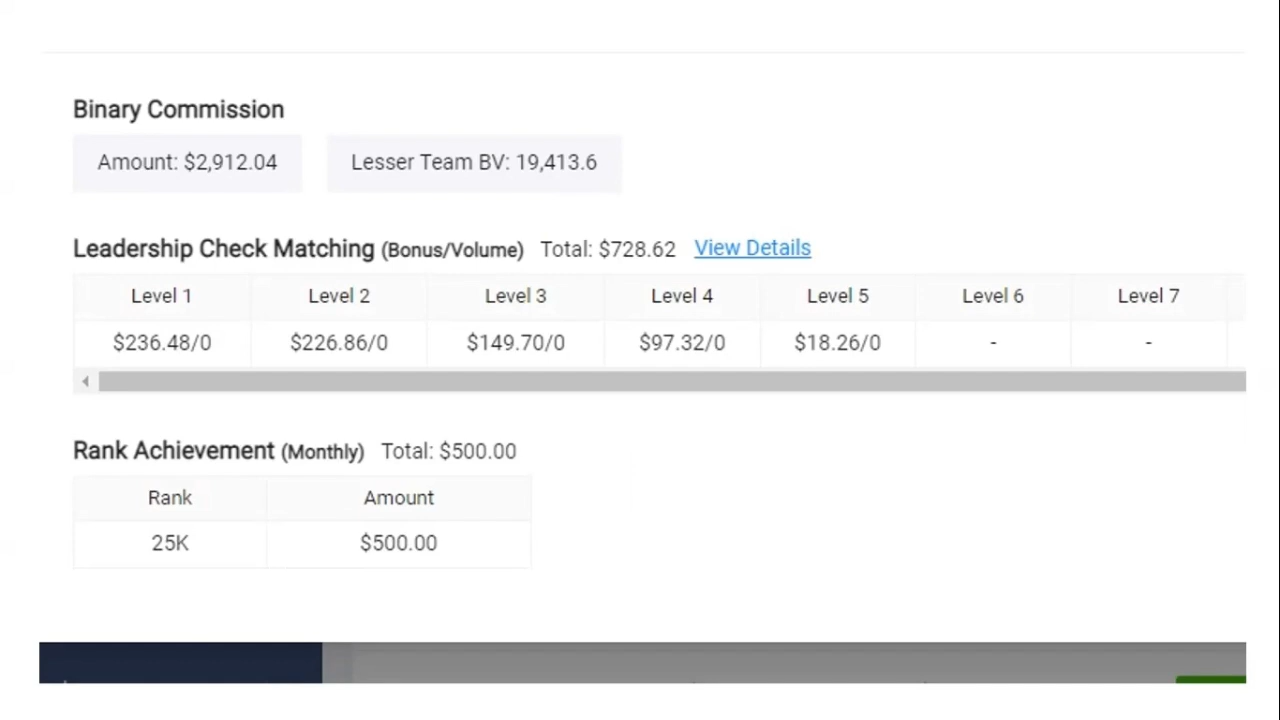 Binary Commission
Amount: $2,912.04 Lesser Team BV: 19,413.6
Leadership Check Matching (Bonus/Volume) Total: $728.62 View Details
Level 1 Level 2 Level 3 Level 4 Level 5 Level 6 Level 7
$236.48/0 $226.86/0 $149.70/0 $97.32/0 $18.26/0 - -
Rank Achievement (Monthly) Total: $500.00
Rank Amount
25K $500.00